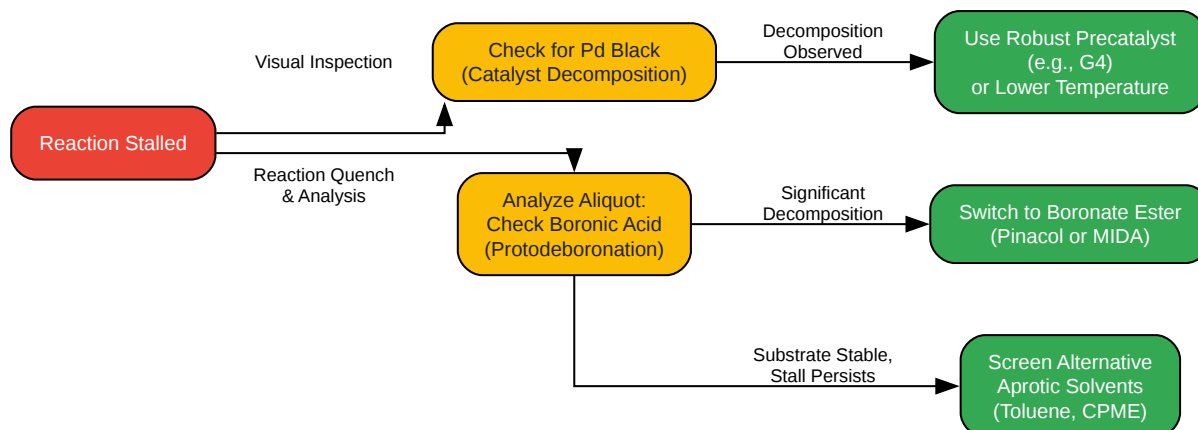 Reaction Stalled
Visual Inspection
Reaction Quench
& Analysis
Check for Pd Black
(Catalyst Decomposition)
Decomposition
Observed
Use Robust Precatalyst
(e.g., G4)
or Lower Temperature
Analyze Aliquot:
Check Boronic Acid
(Protodeboronation)
Significant
Decomposition
Switch to Boronate Ester
(Pinacol or MIDA)
Substrate Stable,
Stall Persists
Screen Alternative
Aprotic Solvents
(Toluene, CPME)